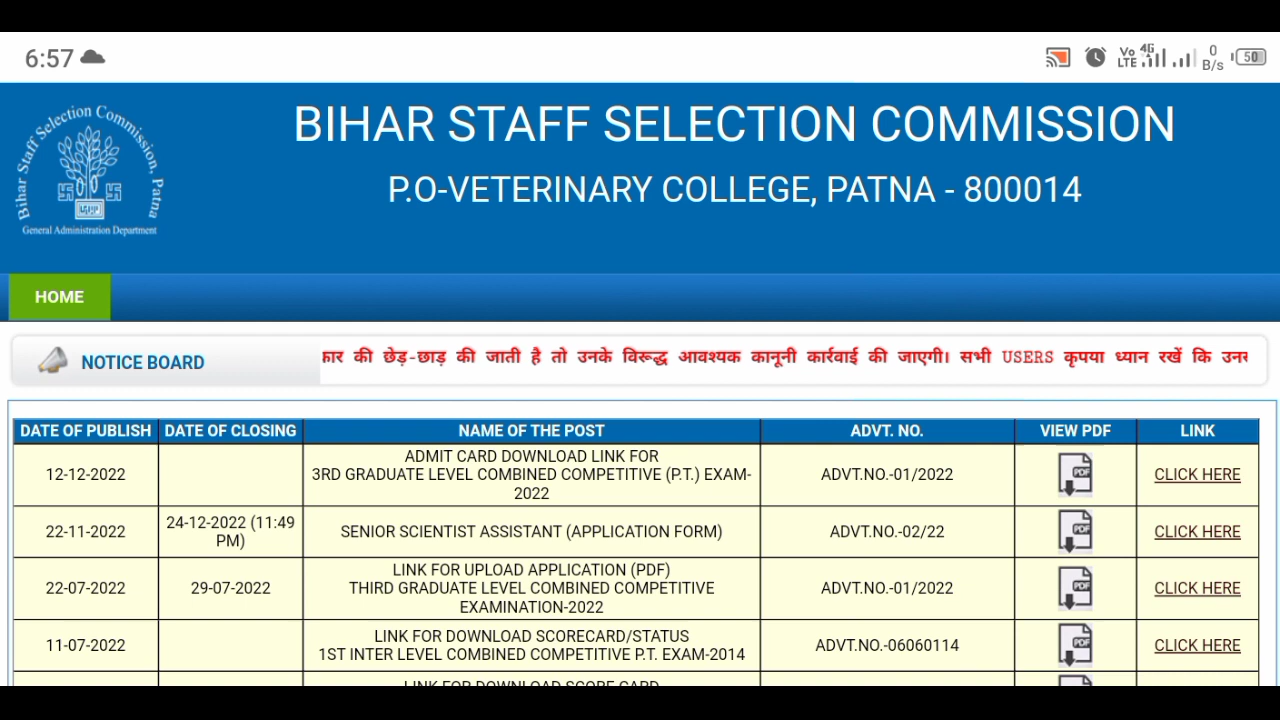 6:57
Vo LTE 4G 0 B/s 50
Bihar Staff Selection Commission, Patna
General Administration Department
BIHAR STAFF SELECTION COMMISSION
P.O-VETERINARY COLLEGE, PATNA - 800014
HOME
NOTICE BOARD
कार की छेड़-छाड़ की जाती है तो उनके विरूद्ध आवश्यक कानूनी कार्रवाई की जाएगी। सभी USERS कृपया ध्यान रखें कि
DATE OF PUBLISH DATE OF CLOSING NAME OF THE POST ADVT. NO. VIEW PDF LINK
ADMIT CARD DOWNLOAD LINK FOR
12-12-2022 3RD GRADUATE LEVEL COMBINED COMPETITIVE (P.T.) EXAM- ADVT.NO.-01/2022 PDF CLICK HERE
2022
22-11-2022 24-12-2022 (11:49 SENIOR SCIENTIST ASSISTANT (APPLICATION FORM) ADVT.NO.-02/22 PDF CLICK HERE
PM)
LINK FOR UPLOAD APPLICATION (PDF)
22-07-2022 29-07-2022 THIRD GRADUATE LEVEL COMBINED COMPETITIVE ADVT.NO.-01/2022 PDF CLICK HERE
EXAMINATION-2022
LINK FOR DOWNLOAD SCORECARD/STATUS
11-07-2022 1ST INTER LEVEL COMBINED COMPETITIVE P.T. EXAM-2014 ADVT.NO.-06060114 PDF CLICK HERE
LINK FOR DOWNLOAD SCORE CARD